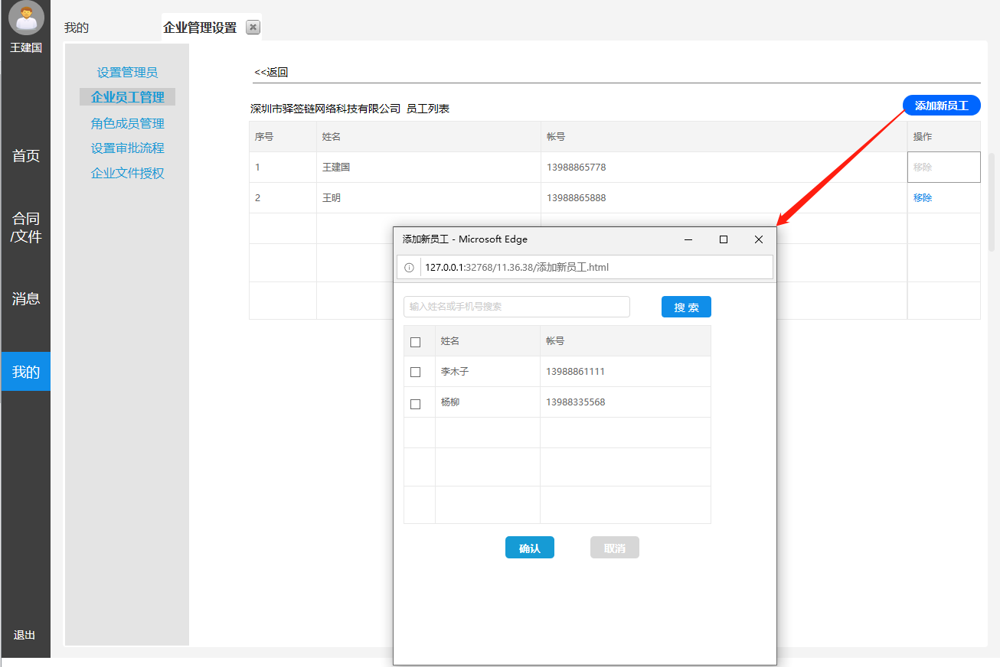 王建国
首页
合同
/文件
消息
我的
退出
我的
企业管理设置
设置管理员
企业员工管理
角色成员管理
设置审批流程
企业文件授权
<<返回
深圳市驿签链网络科技有限公司 员工列表
添加新员工
序号 姓名 帐号 操作
1 王建国 13988865778 移除
2 王明 13988865888 移除
添加新员工 - Microsoft Edge
127.0.0.1:32768/11.36.38/添加新员工.html
输入姓名或手机号搜索
搜 索
姓名 帐号
李木子 13988861111
杨柳 13988335568
确认 取消